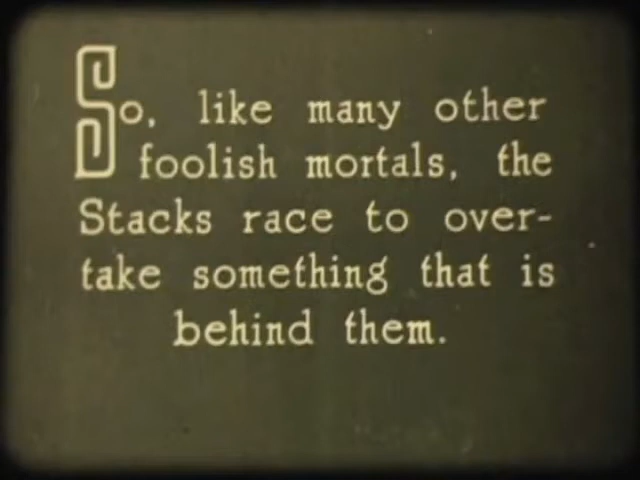 So, like many other
foolish mortals, the
Stacks race to over-
take something that is
behind them.